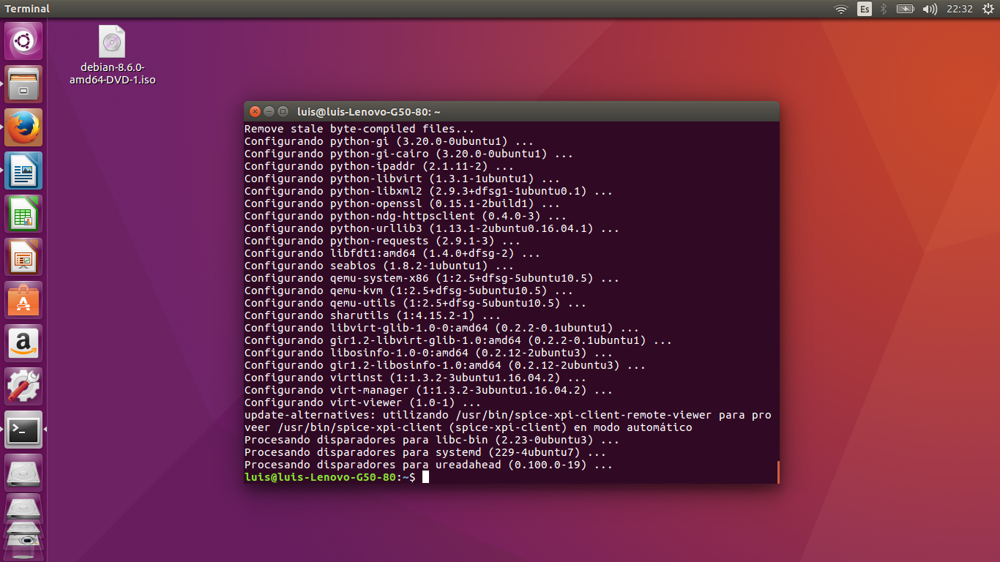 Terminal
Es
22:32
debian-8.6.0-
amd64-DVD-1.iso
luis@luis-Lenovo-G50-80: ~
Remove stale byte-compiled files...
Configurando python-gi (3.20.0-0ubuntu1) ...
Configurando python-gi-cairo (3.20.0-0ubuntu1) ...
Configurando python-ipaddr (2.1.11-2) ...
Configurando python-libvirt (1.3.1-1ubuntu1) ...
Configurando python-libxml2 (2.9.3+dfsg1-1ubuntu0.1) ...
Configurando python-openssl (0.15.1-2build1) ...
Configurando python-ndg-httpsclient (0.4.0-3) ...
Configurando python-urllib3 (1.13.1-2ubuntu0.16.04.1) ...
Configurando python-requests (2.9.1-3) ...
Configurando libfdt1:amd64 (1.4.0+dfsg-2) ...
Configurando seabios (1.8.2-1ubuntu1) ...
Configurando qemu-system-x86 (1:2.5+dfsg-5ubuntu10.5) ...
Configurando qemu-kvm (1:2.5+dfsg-5ubuntu10.5) ...
Configurando qemu-utils (1:2.5+dfsg-5ubuntu10.5) ...
Configurando sharutils (1:4.15.2-1) ...
Configurando libvirt-glib-1.0-0:amd64 (0.2.2-0.1ubuntu1) ...
Configurando gir1.2-libvirt-glib-1.0:amd64 (0.2.2-0.1ubuntu1) ...
Configurando libosinfo-1.0-0:amd64 (0.2.12-2ubuntu3) ...
Configurando gir1.2-libosinfo-1.0:amd64 (0.2.12-2ubuntu3) ...
Configurando virtinst (1:1.3.2-3ubuntu1.16.04.2) ...
Configurando virt-manager (1:1.3.2-3ubuntu1.16.04.2) ...
Configurando virt-viewer (1.0-1) ...
update-alternatives: utilizando /usr/bin/spice-xpi-client-remote-viewer para pro
veer /usr/bin/spice-xpi-client (spice-xpi-client) en modo automático
Procesando disparadores para libc-bin (2.23-0ubuntu3) ...
Procesando disparadores para systemd (229-4ubuntu7) ...
Procesando disparadores para ureadahead (0.100.0-19) ...
luis@luis-Lenovo-G50-80:~$